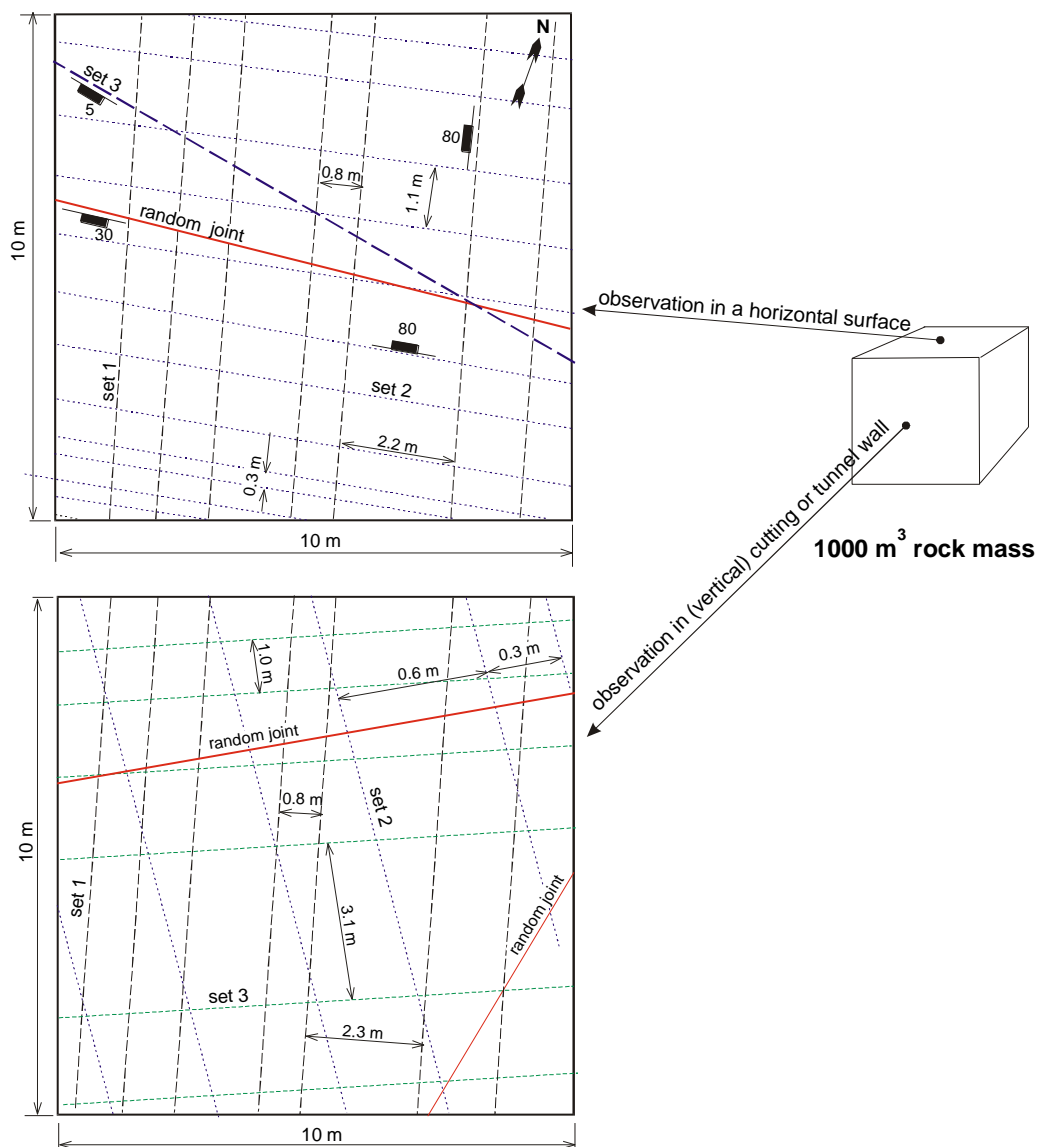 10 m
N
set 3
5
80
0.8 m
1.1 m
random joint
30
80
set 1
set 2
2.2 m
0.3 m
10 m
observation in a horizontal surface
observation in (vertical) cutting or tunnel wall
1000 m³ rock mass
10 m
1.0 m
0.6 m
0.3 m
random joint
0.8 m
set 2
set 1
3.1 m
random joint
set 3
2.3 m
10 m